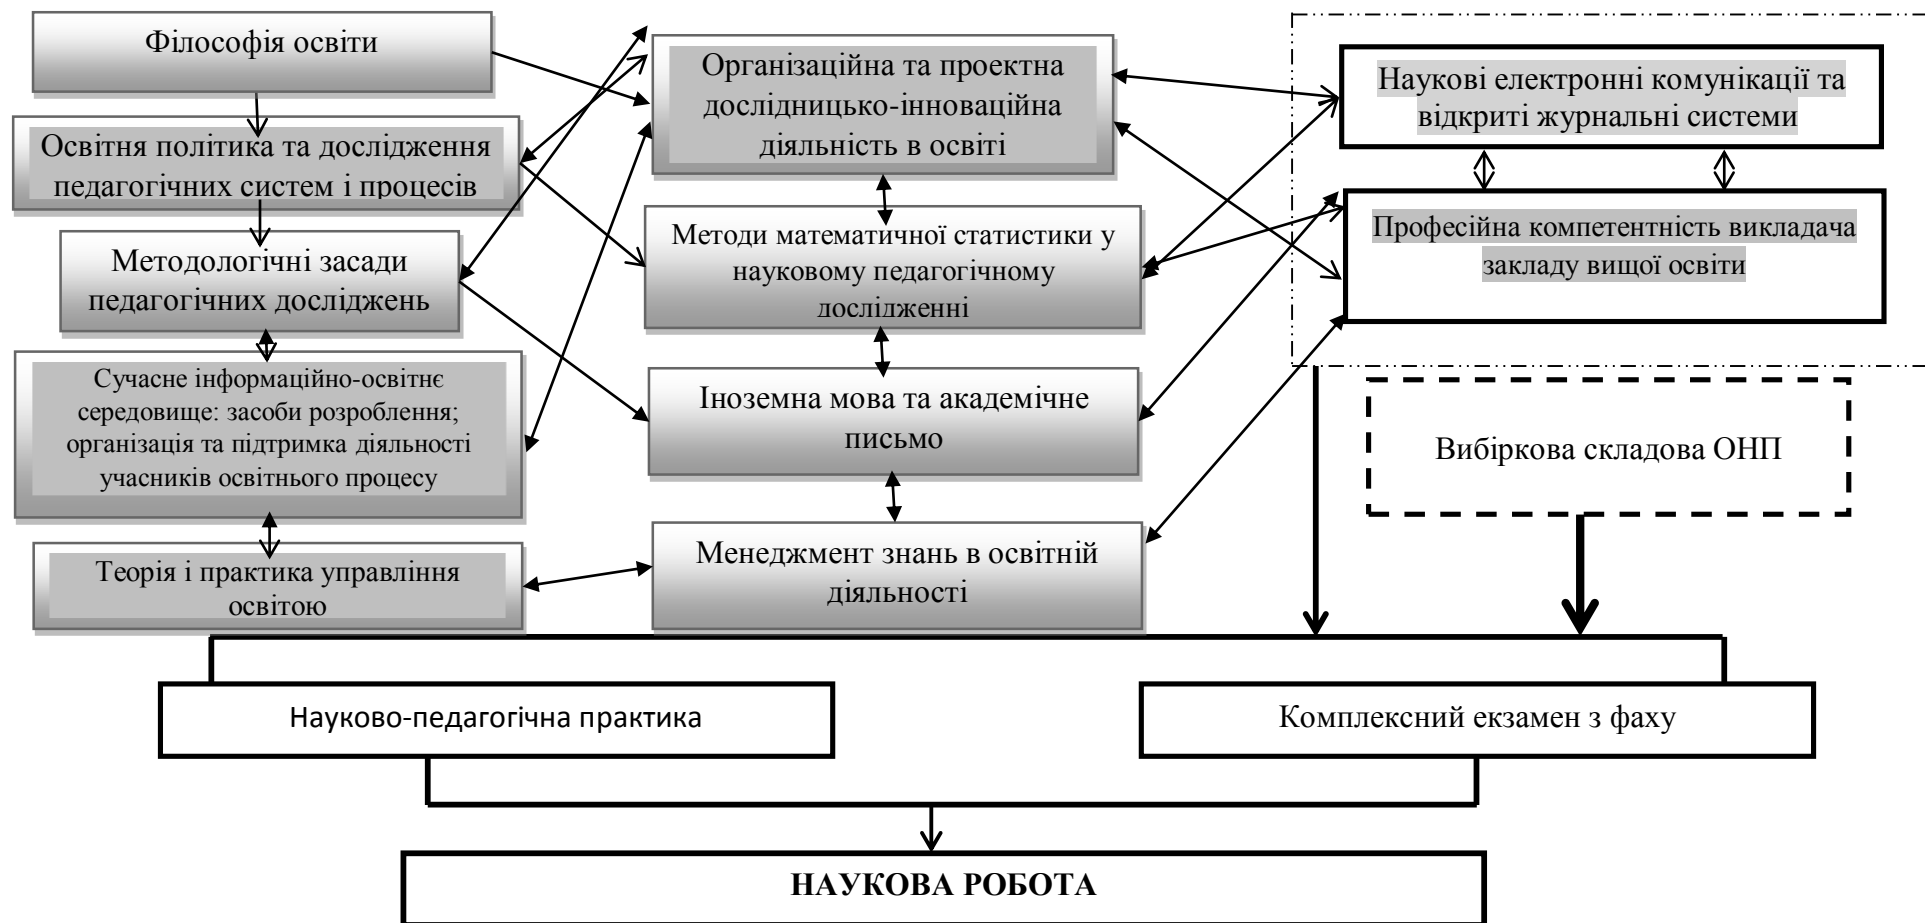 Філософія освіти
Освітня політика та дослідження
педагогічних систем і процесів
Методологічні засади
педагогічних досліджень
Сучасне інформаційно-освітнє
середовище: засоби розроблення;
організація та підтримка діяльності
учасників освітнього процесу
Теорія і практика управління
освітою
Організаційна та проектна
дослідницько-інноваційна
діяльність в освіті
Методи математичної статистики у
науковому педагогічному
дослідженні
Іноземна мова та академічне
письмо
Менеджмент знань в освітній
діяльності
Наукові електронні комунікації та
відкриті журнальні системи
Професійна компетентність викладача
закладу вищої освіти
Вибіркова складова ОНП
Науково-педагогічна практика
Комплексний екзамен з фаху
НАУКОВА РОБОТА